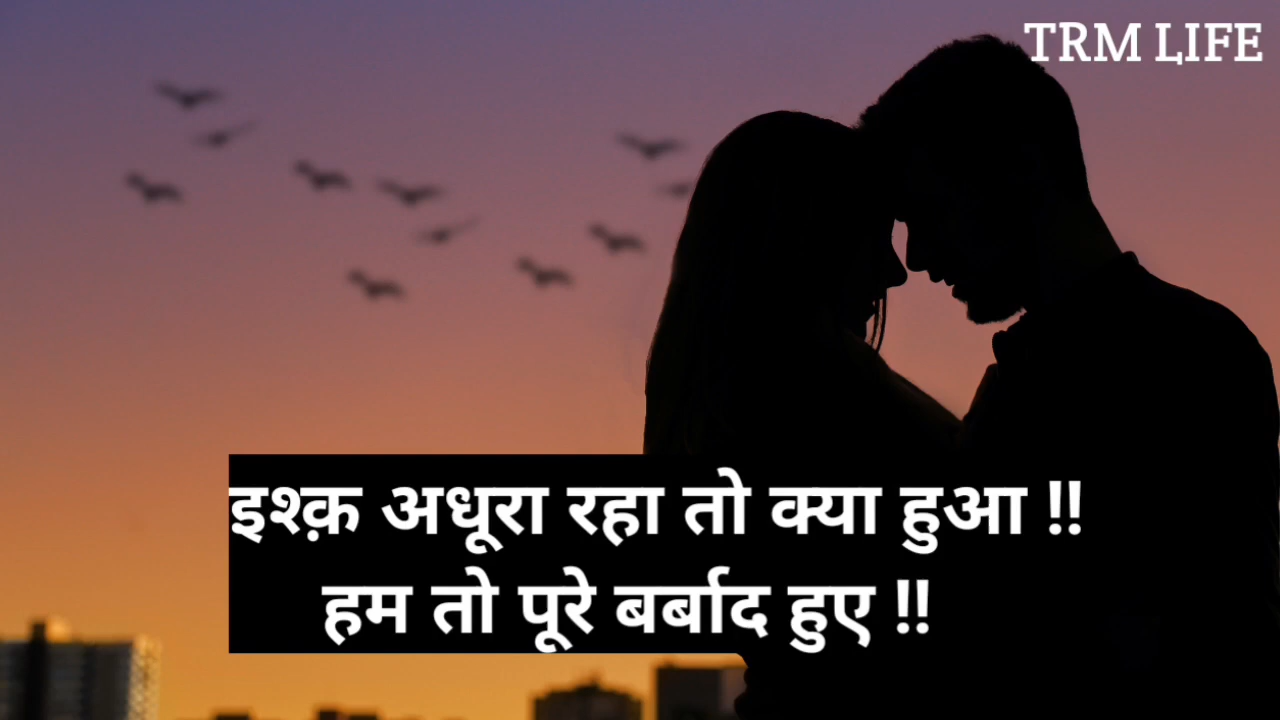 TRM LIFE
इश्क़ अधूरा रहा तो क्या हुआ !!
हम तो पूरे बर्बाद हुए !!